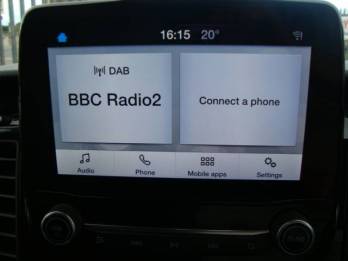 16:15 20°
DAB
BBC Radio2
Connect a phone
Audio Phone Mobile apps Settings